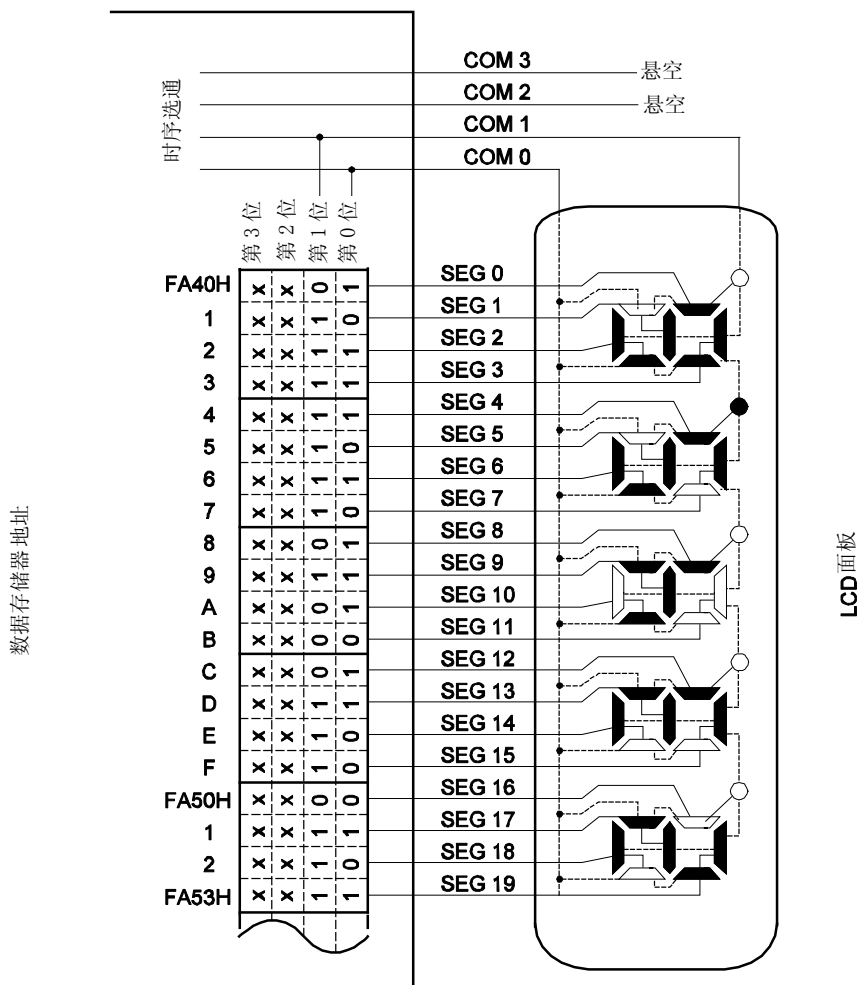 COM 3 悬空
COM 2 悬空
COM 1
COM 0
时序选通
第3位 第2位 第1位 第0位
FA40H x x 0 1 SEG 0
1 x x 1 0 SEG 1
2 x x 1 1 SEG 2
3 x x 1 1 SEG 3
4 x x 1 1 SEG 4
5 x x 1 0 SEG 5
6 x x 1 1 SEG 6
7 x x 1 0 SEG 7
8 x x 0 1 SEG 8
9 x x 1 1 SEG 9
A x x 0 1 SEG 10
B x x 0 0 SEG 11
C x x 0 1 SEG 12
D x x 1 1 SEG 13
E x x 1 0 SEG 14
F x x 1 0 SEG 15
FA50H x x 0 0 SEG 16
1 x x 1 1 SEG 17
2 x x 1 0 SEG 18
FA53H x x 1 1 SEG 19
数据存储器地址
LCD面板